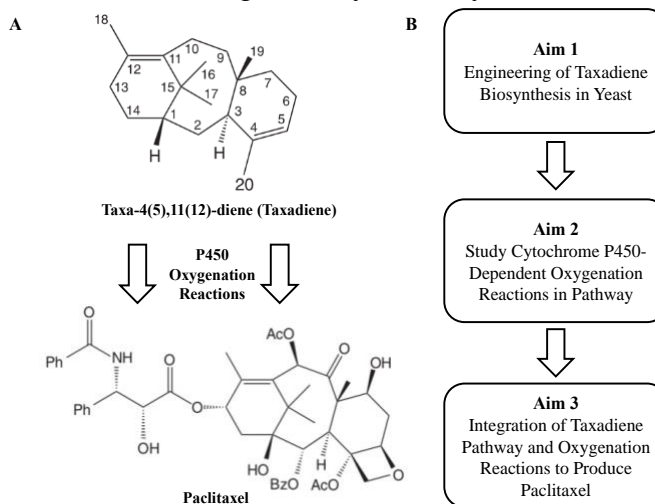 A
B
18
10
19
11
9
12
16
7
8
13
15
6
17
14
1
3
5
2
4
H
H
20
Taxa-4(5),11(12)-diene (Taxadiene)
P450
Oxygenation
Reactions
O
AcO
O
OH
Ph
NH
O
Ph
O
OH
HO
BzO
AcO
H
O
Paclitaxel
Aim 1
Engineering of Taxadiene
Biosynthesis in Yeast
Aim 2
Study Cytochrome P450-
Dependent Oxygenation
Reactions in Pathway
Aim 3
Integration of Taxadiene
Pathway and Oxygenation
Reactions to Produce
Paclitaxel